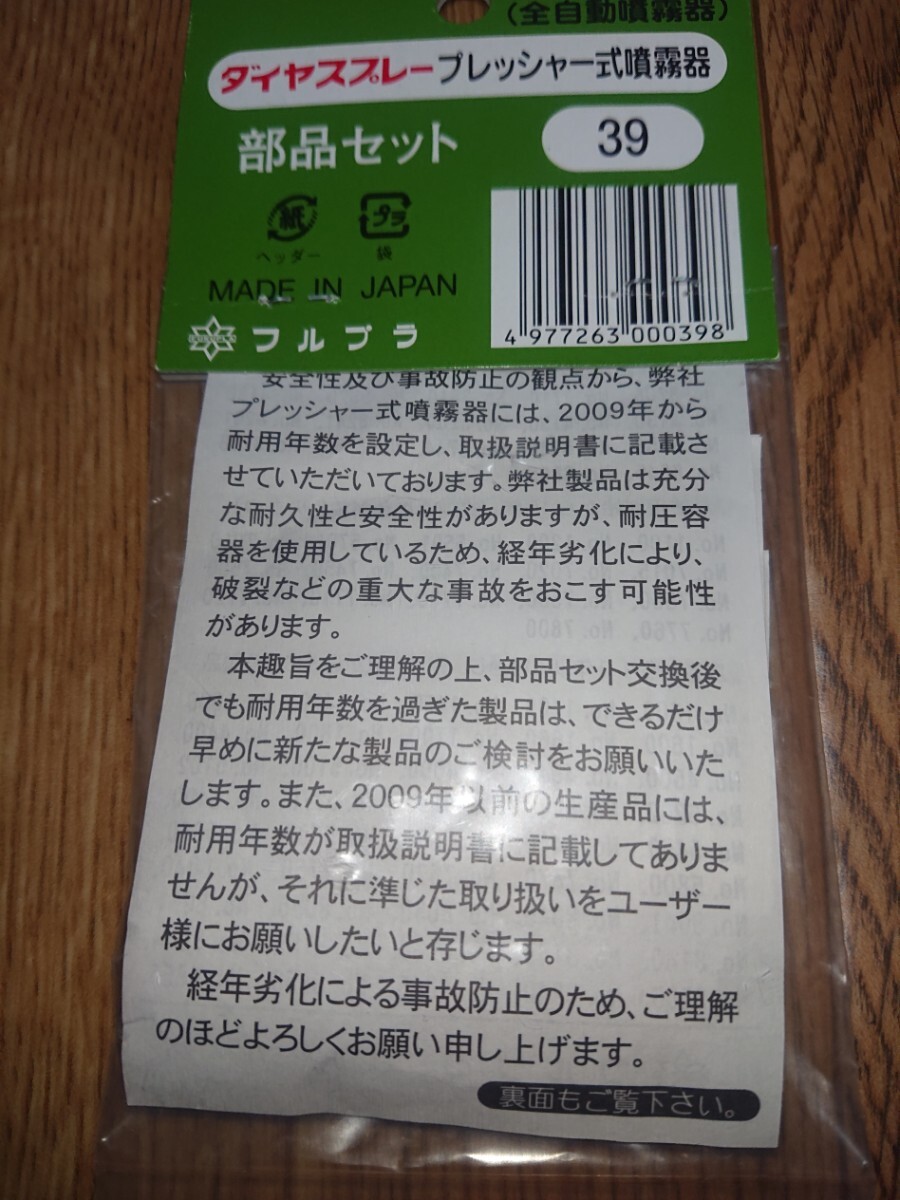 (全自動噴霧器)
ダイヤスプレープレッシャー式噴霧器
部品セット
39
紙
プラ
ヘッダー
袋
MADE IN JAPAN
フルプラ
4 977263 000398
安全性及び事故防止の観点から、弊社
プレッシャー式噴霧器には、2009年から
耐用年数を設定し、取扱説明書に記載さ
せていただいております。弊社製品は充分
な耐久性と安全性がありますが、耐圧容
器を使用しているため、経年劣化により、
破裂などの重大な事故をおこす可能性
があります。
本趣旨をご理解の上、部品セット交換後
でも耐用年数を過ぎた製品は、できるだけ
早めに新たな製品のご検討をお願いいた
します。また、2009年以前の生産品には、
耐用年数が取扱説明書に記載してありま
せんが、それに準じた取り扱いをユーザー
様にお願いしたいと存じます。
経年劣化による事故防止のため、ご理解
のほどよろしくお願い申し上げます。
裏面もご覧下さい。
No. 7760, No. 7800